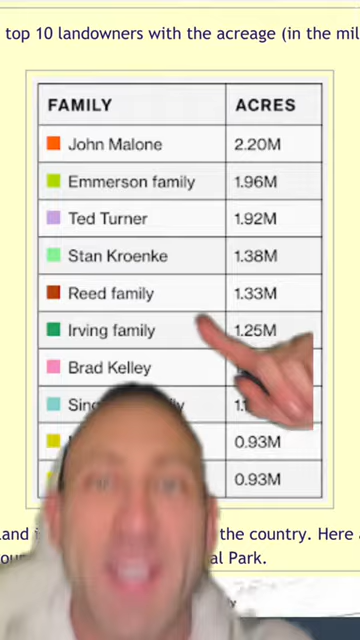 top 10 landowners with the acreage (in the mil
FAMILY ACRES
John Malone 2.20M
Emmerson family 1.96M
Ted Turner 1.92M
Stan Kroenke 1.38M
Reed family 1.33M
Irving family 1.25M
Brad Kelley
0.93M
0.93M
the country. Here
al Park.